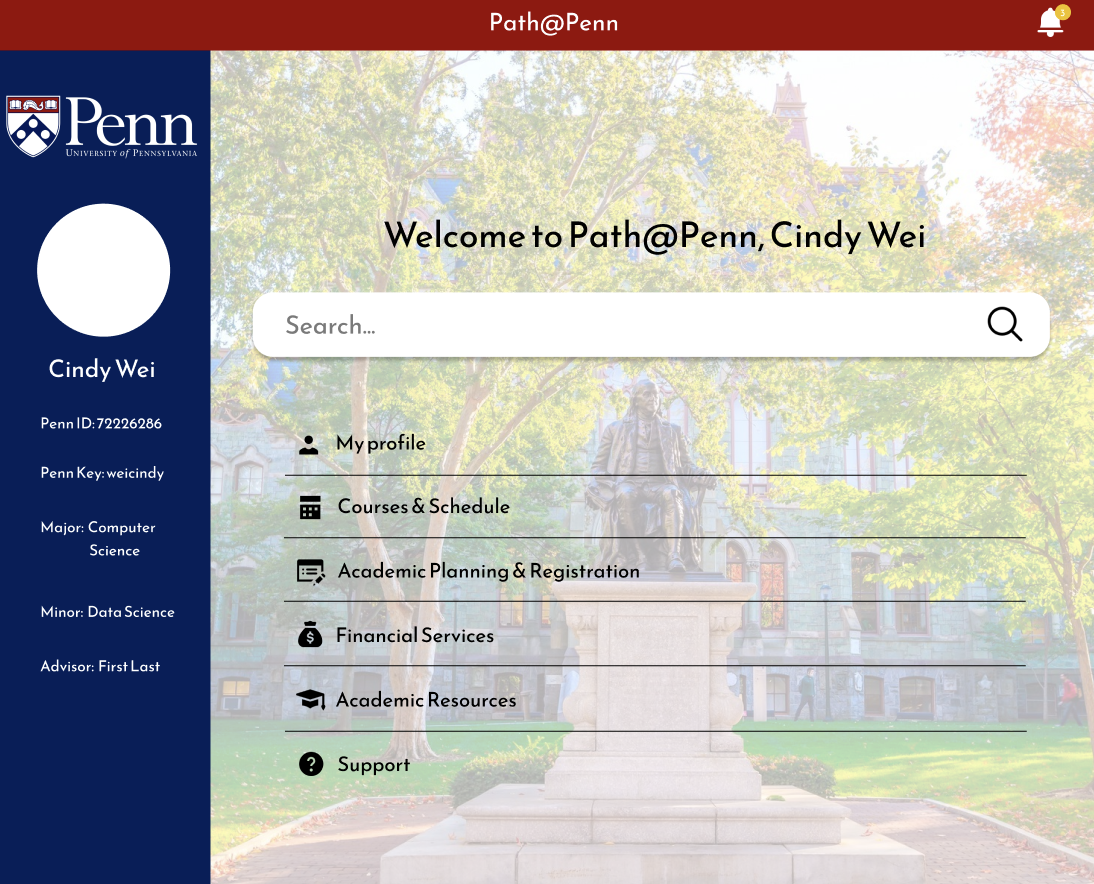 Path@Penn
3
Penn
UNIVERSITY of PENNSYLVANIA
Cindy Wei
Penn ID: 72226286
Penn Key: weicindy
Major: Computer
Science
Minor: Data Science
Advisor: First Last
Welcome to Path@Penn, Cindy Wei
Search...
My profile
Courses & Schedule
Academic Planning & Registration
$ Financial Services
Academic Resources
? Support